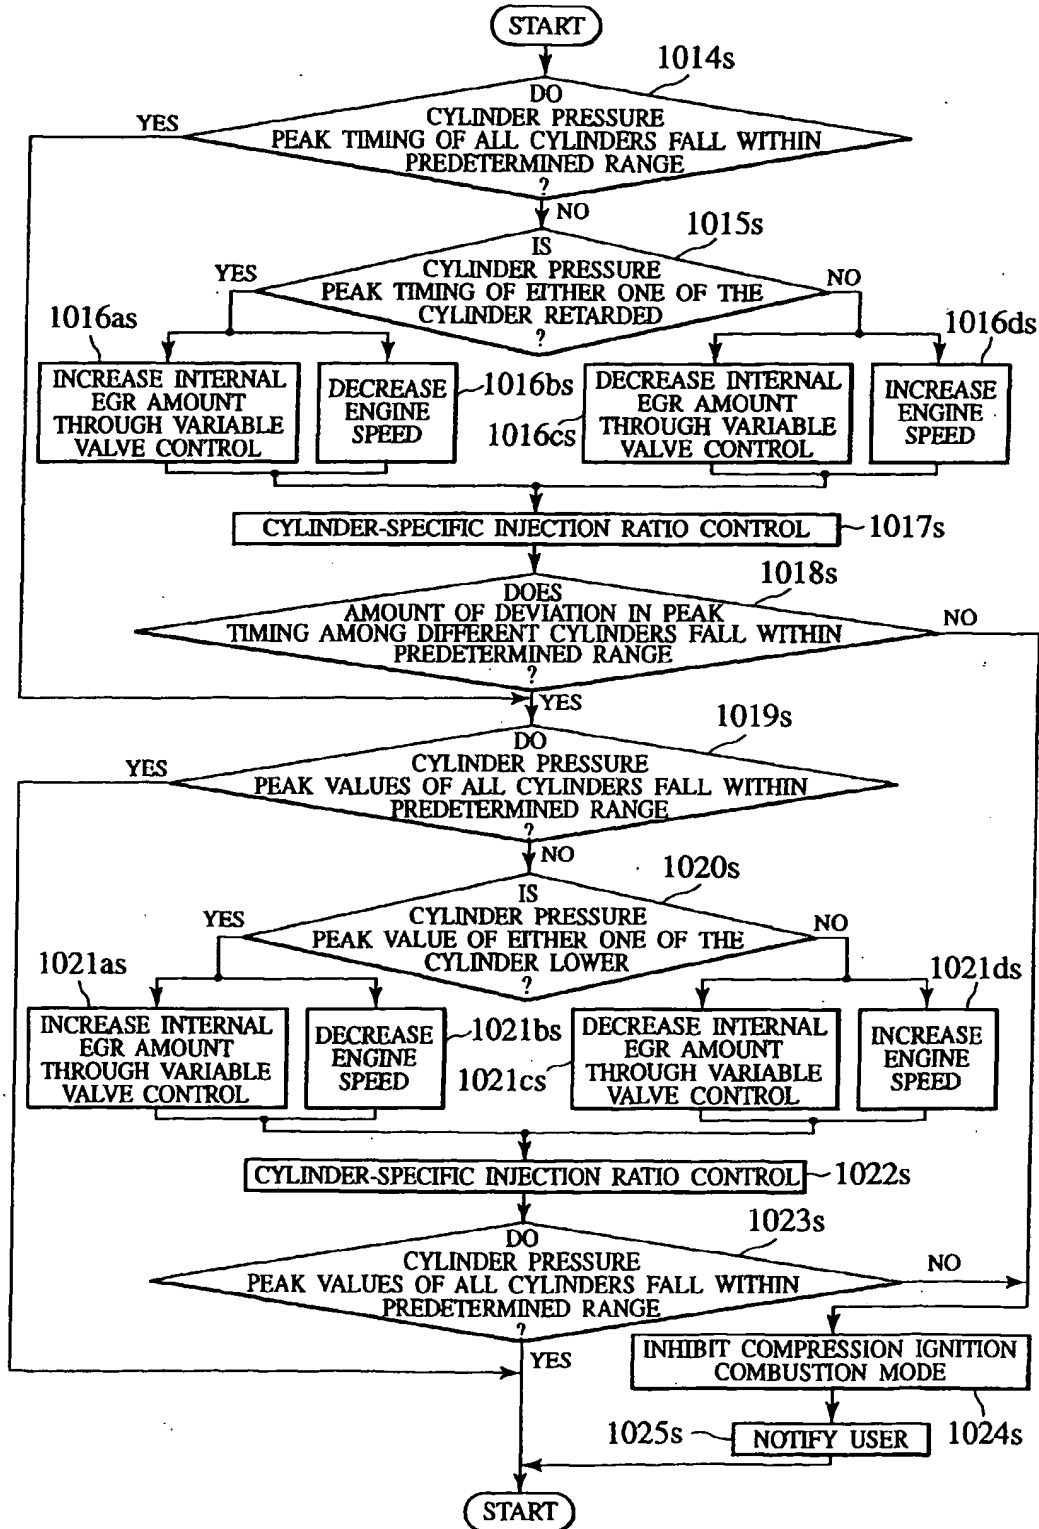 START
1014s
DO
CYLINDER PRESSURE
PEAK TIMING OF ALL CYLINDERS FALL WITHIN
PREDETERMINED RANGE
?
YES
NO
1015s
IS
CYLINDER PRESSURE
PEAK TIMING OF EITHER ONE OF THE
CYLINDER RETARDED
?
YES
NO
1016as
INCREASE INTERNAL
EGR AMOUNT
THROUGH VARIABLE
VALVE CONTROL
DECREASE
ENGINE
SPEED
1016bs
1016cs
DECREASE INTERNAL
EGR AMOUNT
THROUGH VARIABLE
VALVE CONTROL
1016ds
INCREASE
ENGINE
SPEED
CYLINDER-SPECIFIC INJECTION RATIO CONTROL
1017s
1018s
DOES
AMOUNT OF DEVIATION IN PEAK
TIMING AMONG DIFFERENT CYLINDERS FALL WITHIN
PREDETERMINED RANGE
?
NO
YES
1019s
DO
CYLINDER PRESSURE
PEAK VALUES OF ALL CYLINDERS FALL WITHIN
PREDETERMINED RANGE
?
YES
NO
1020s
IS
CYLINDER PRESSURE
PEAK VALUE OF EITHER ONE OF THE
CYLINDER LOWER
?
YES
NO
1021as
INCREASE INTERNAL
EGR AMOUNT
THROUGH VARIABLE
VALVE CONTROL
DECREASE
ENGINE
SPEED
1021bs
1021cs
DECREASE INTERNAL
EGR AMOUNT
THROUGH VARIABLE
VALVE CONTROL
1021ds
INCREASE
ENGINE
SPEED
CYLINDER-SPECIFIC INJECTION RATIO CONTROL
1022s
1023s
DO
CYLINDER PRESSURE
PEAK VALUES OF ALL CYLINDERS FALL WITHIN
PREDETERMINED RANGE
?
NO
YES
INHIBIT COMPRESSION IGNITION
COMBUSTION MODE
1024s
1025s
NOTIFY USER
START